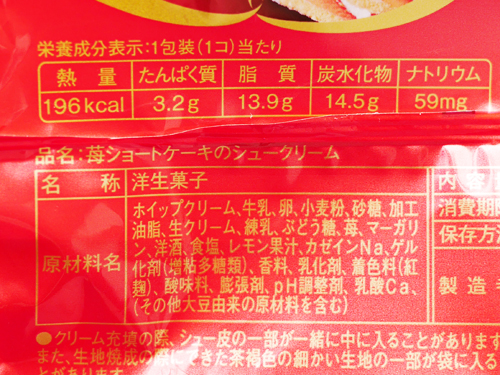 栄養成分表示:1包装(1コ)当たり
熱量 たんぱく質 脂質 炭水化物 ナトリウム
196kcal 3.2g 13.9g 14.5g 59mg
品名:苺ショートケーキのシュークリーム
名称 洋生菓子 内容
原材料名 ホイップクリーム、牛乳、卵、小麦粉、砂糖、加工
油脂、生クリーム、練乳、ぶどう糖、苺、マーガリ
ン、洋酒、食塩、レモン果汁、カゼインNa、ゲル
化剤(増粘多糖類)、香料、乳化剤、着色料(紅
麹)、酸味料、膨張剤、pH調整剤、乳酸Ca、
(その他大豆由来の原材料を含む)
消費期限
保存方法
製造
●クリーム充填の際、シュー皮の一部が一緒に中に入ることがあります
また、生地焼成の際にできた茶褐色の細かい生地の一部が袋に入る